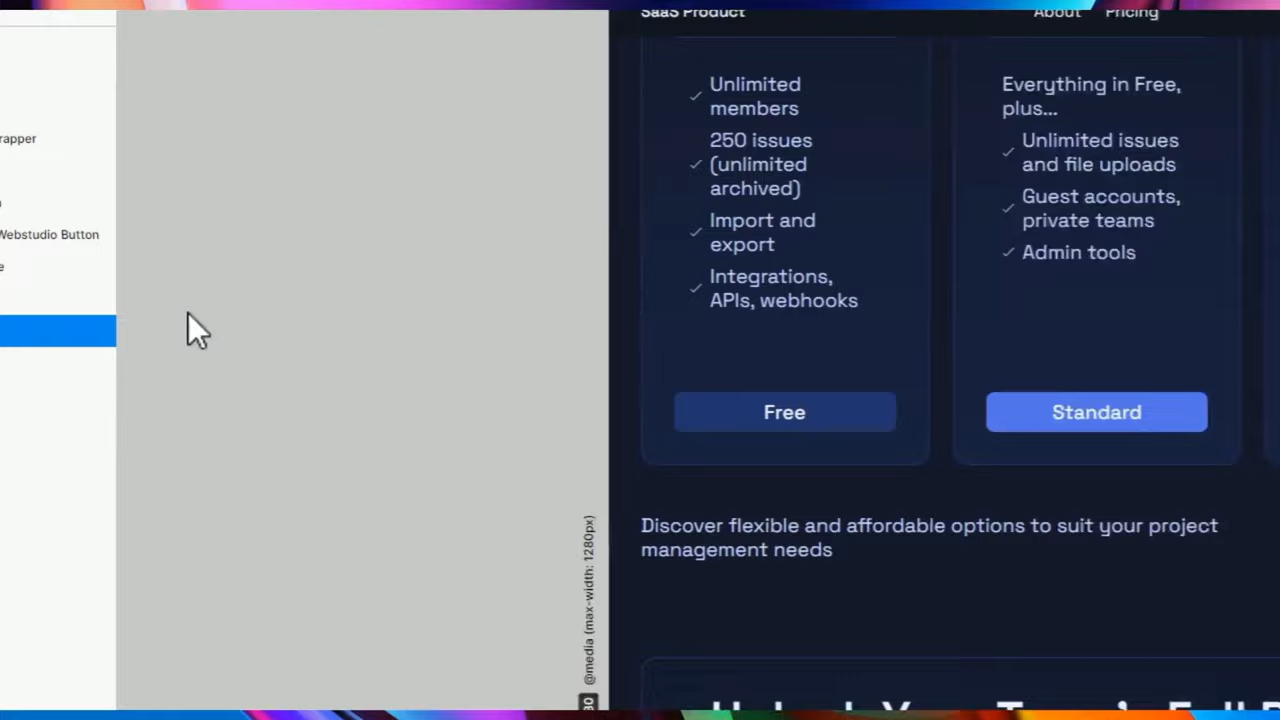 SaaS Product
About
Pricing
rapper
Webstudio Button
Unlimited
members
250 issues
(unlimited
archived)
Import and
export
Integrations,
APIs, webhooks
Free
Everything in Free,
plus...
Unlimited issues
and file uploads
Guest accounts,
private teams
Admin tools
Standard
Discover flexible and affordable options to suit your project
management needs
@media (max-width: 1280px)